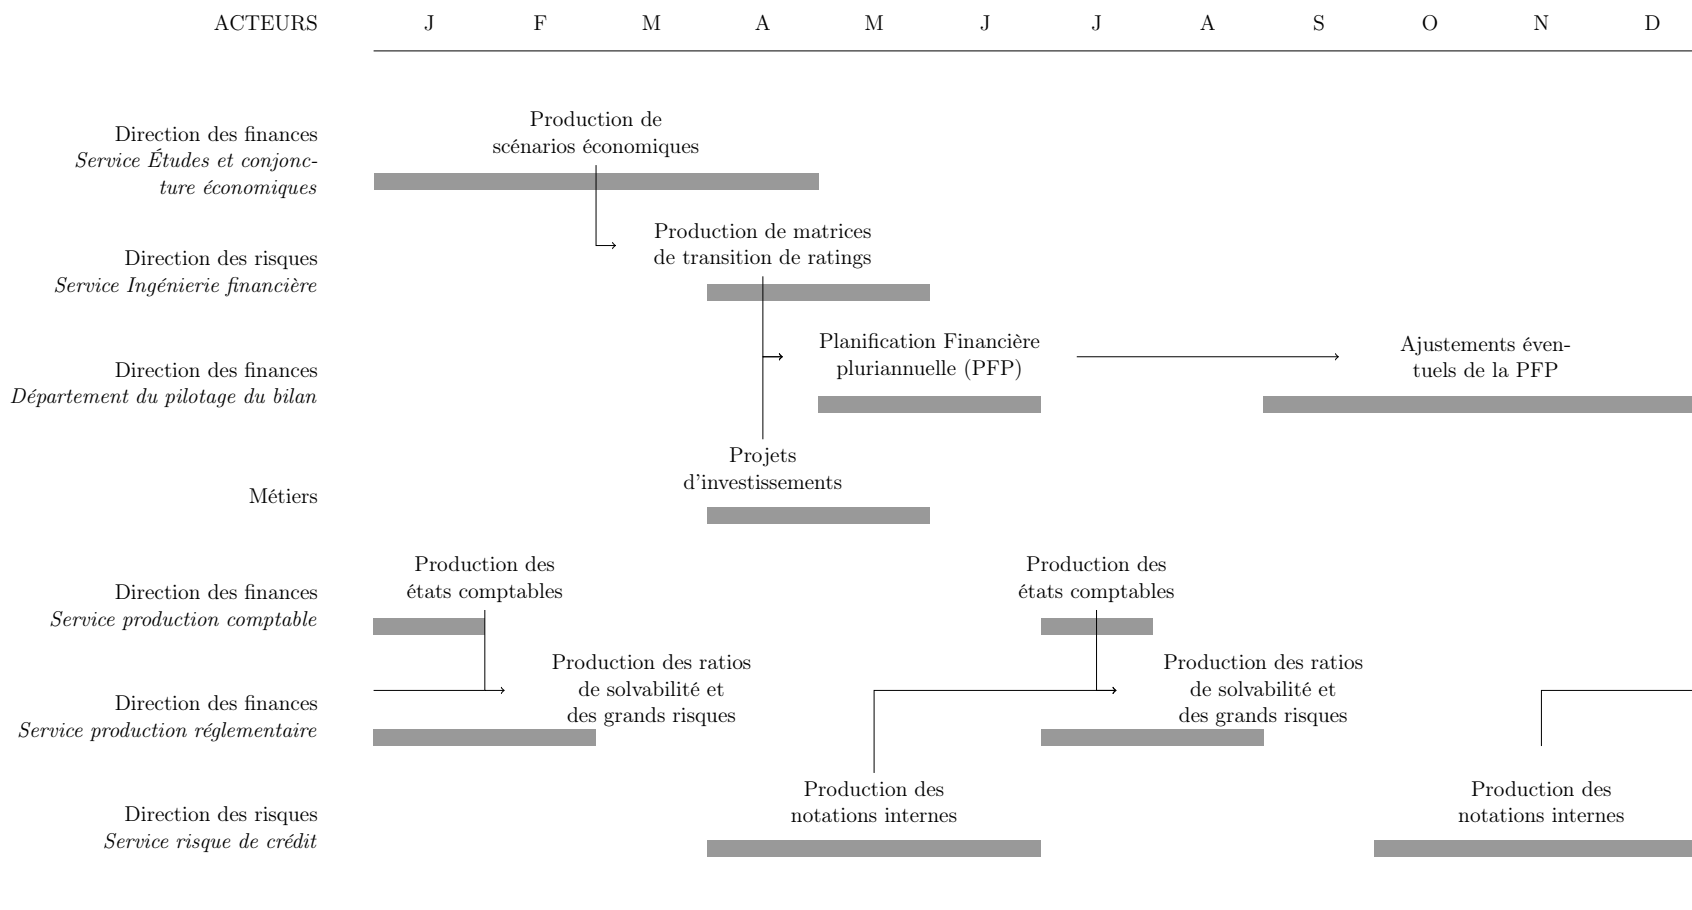 ACTEURS J F M A M J J A S O N D
Production de
scénarios économiques
Direction des finances
Service Études et conjonc-
ture économiques
Production de matrices
de transition de ratings
Direction des risques
Service Ingénierie financière
Planification Financière
pluriannuelle (PFP)
Ajustements éven-
tuels de la PFP
Direction des finances
Département du pilotage du bilan
Projets
d'investissements
Métiers
Production des
états comptables
Production des
états comptables
Direction des finances
Service production comptable
Production des ratios
de solvabilité et
des grands risques
Production des ratios
de solvabilité et
des grands risques
Direction des finances
Service production réglementaire
Production des
notations internes
Production des
notations internes
Direction des risques
Service risque de crédit